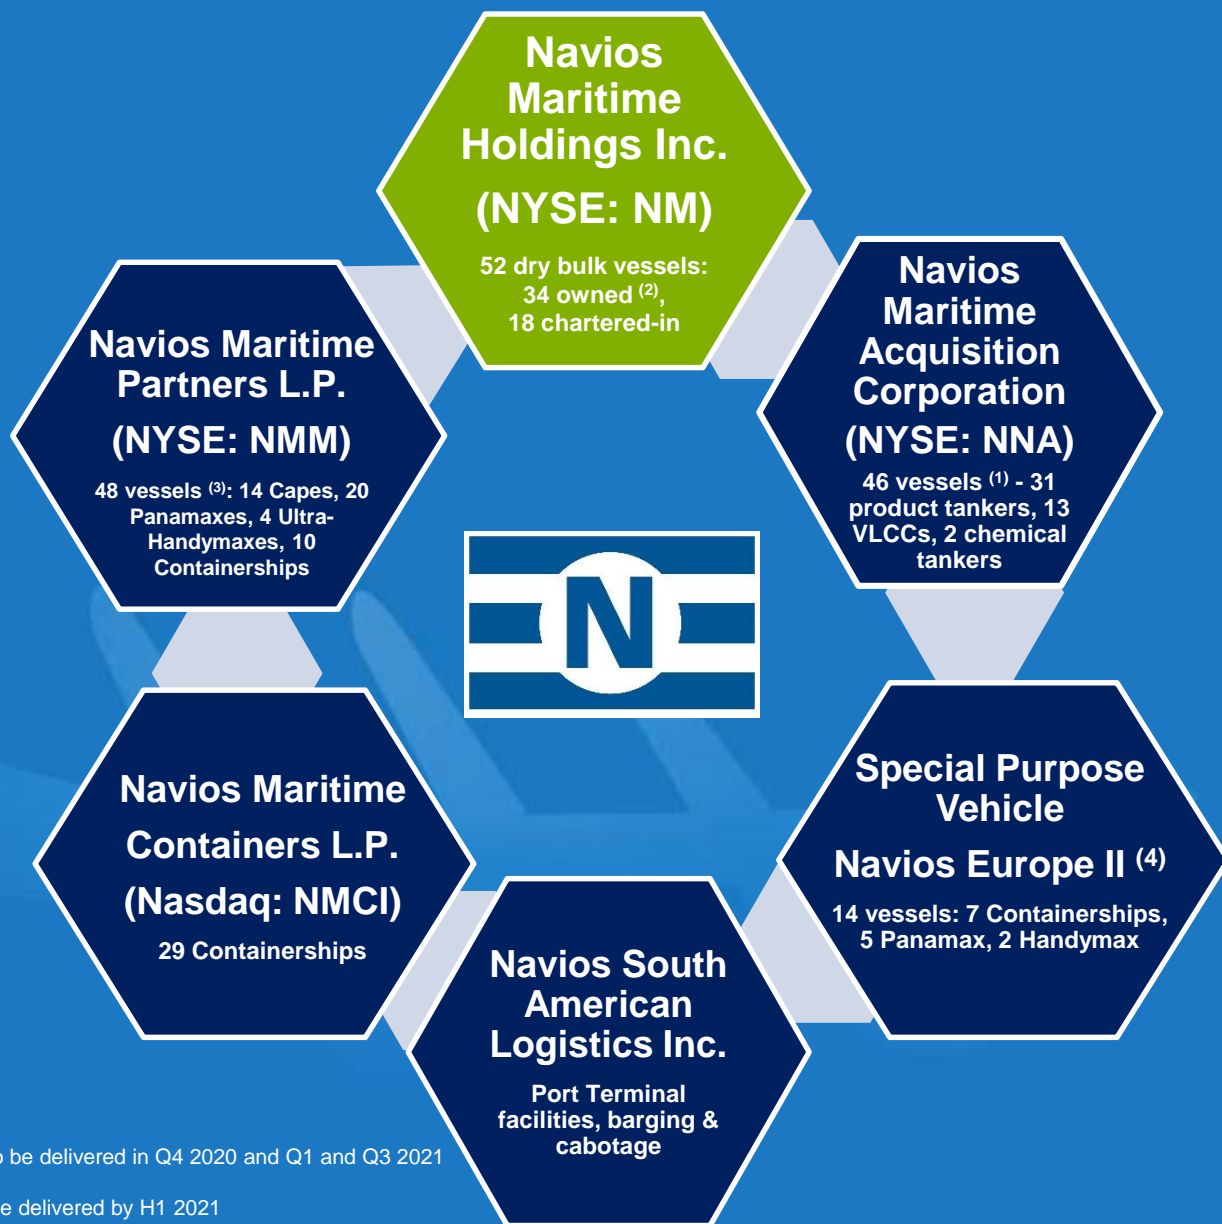 Navios
Maritime
Holdings Inc.
(NYSE: NM)
52 dry bulk vessels:
34 owned (2),
18 chartered-in
Navios
Maritime
Acquisition
Corporation
(NYSE: NNA)
46 vessels (1) - 31
product tankers, 13
VLCCs, 2 chemical
tankers
Navios Maritime
Partners L.P.
(NYSE: NMM)
48 vessels (3): 14 Capes, 20
Panamaxes, 4 Ultra-
Handymaxes, 10
Containerships
N
Special Purpose
Vehicle
Navios Europe II (4)
14 vessels: 7 Containerships,
5 Panamax, 2 Handymax
Navios Maritime
Containers L.P.
(Nasdaq: NMCI)
29 Containerships
Navios South
American
Logistics Inc.
Port Terminal
facilities, barging &
cabotage
be delivered in Q4 2020 and Q1 and Q3 2021
delivered by H1 2021